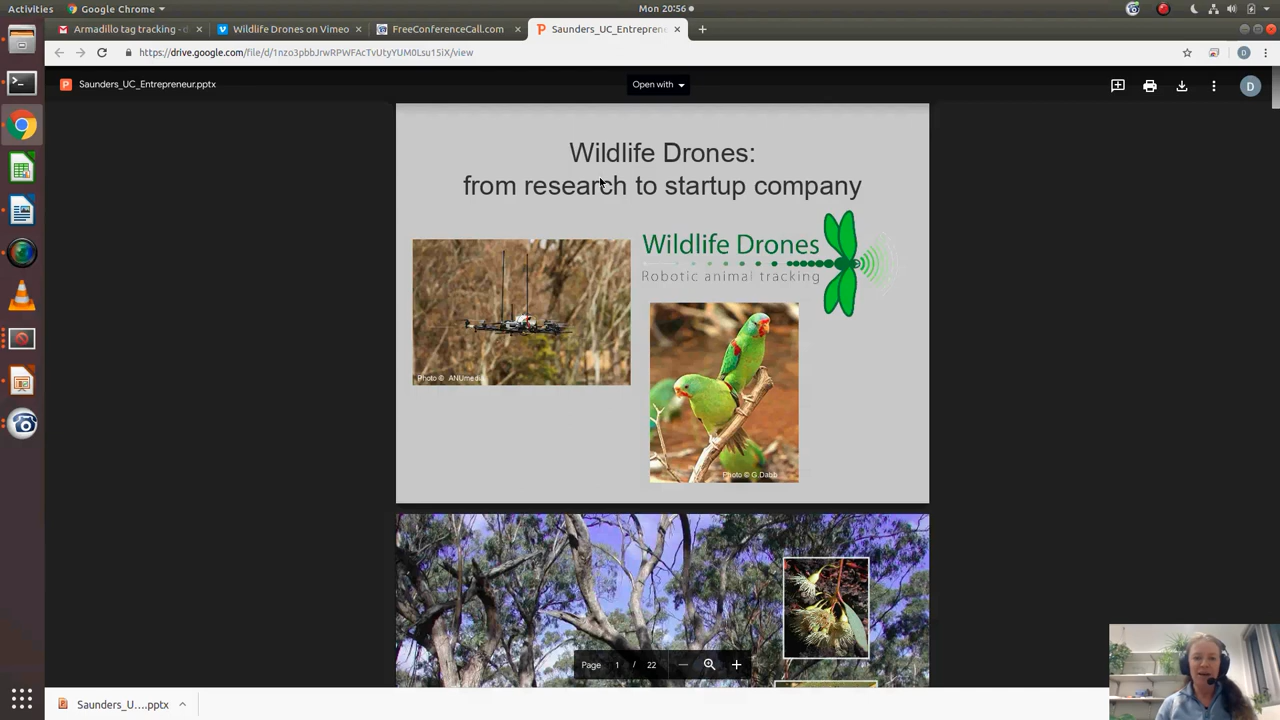 Activities
Google Chrome
Mon 20:56
Armadillo tag tracking - d
Wildlife Drones on Vimeo
FreeConferenceCall.com
Saunders_UC_Entreprene
https://drive.google.com/file/d/1nzo3pbbJrwRPWFAcTvUtyYUM0Lsu15iX/view
D
Saunders_UC_Entrepreneur.pptx
Open with
D
Wildlife Drones:
from research to startup company
Wildlife Drones
Robotic animal tracking
Photo © ANUmedia
Photo © G Dabb
Page 1 / 22
Saunders_U....pptx